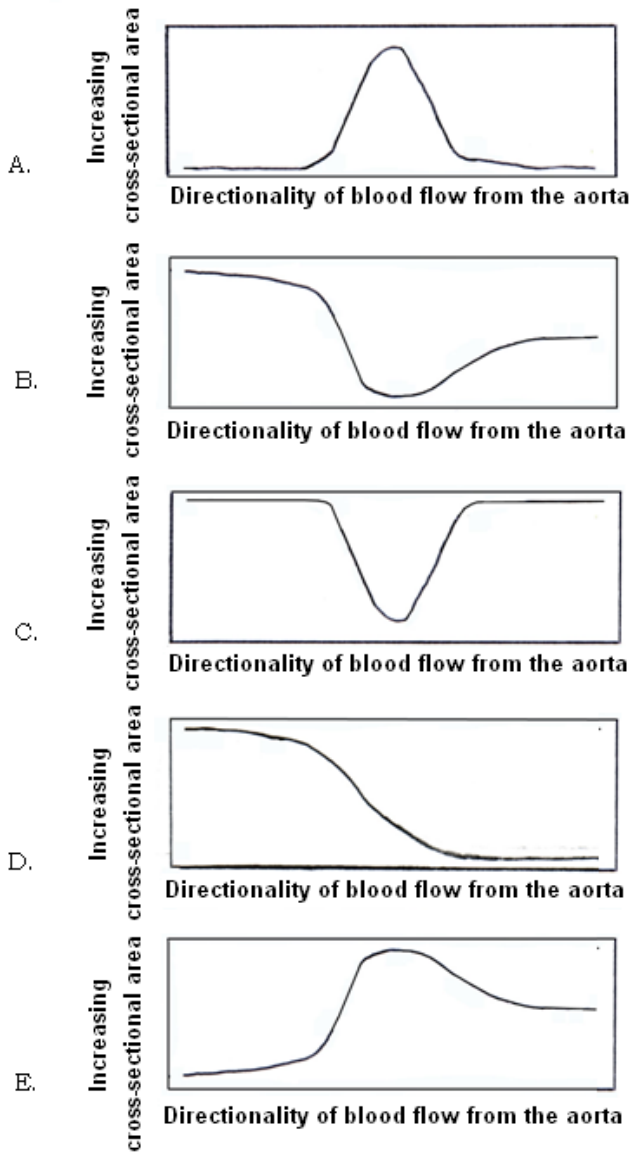 A.
Increasing
cross-sectional area
Directionality of blood flow from the aorta
B.
Increasing
cross-sectional area
Directionality of blood flow from the aorta
C.
Increasing
cross-sectional area
Directionality of blood flow from the aorta
D.
Increasing
cross-sectional area
Directionality of blood flow from the aorta
E.
Increasing
cross-sectional area
Directionality of blood flow from the aorta